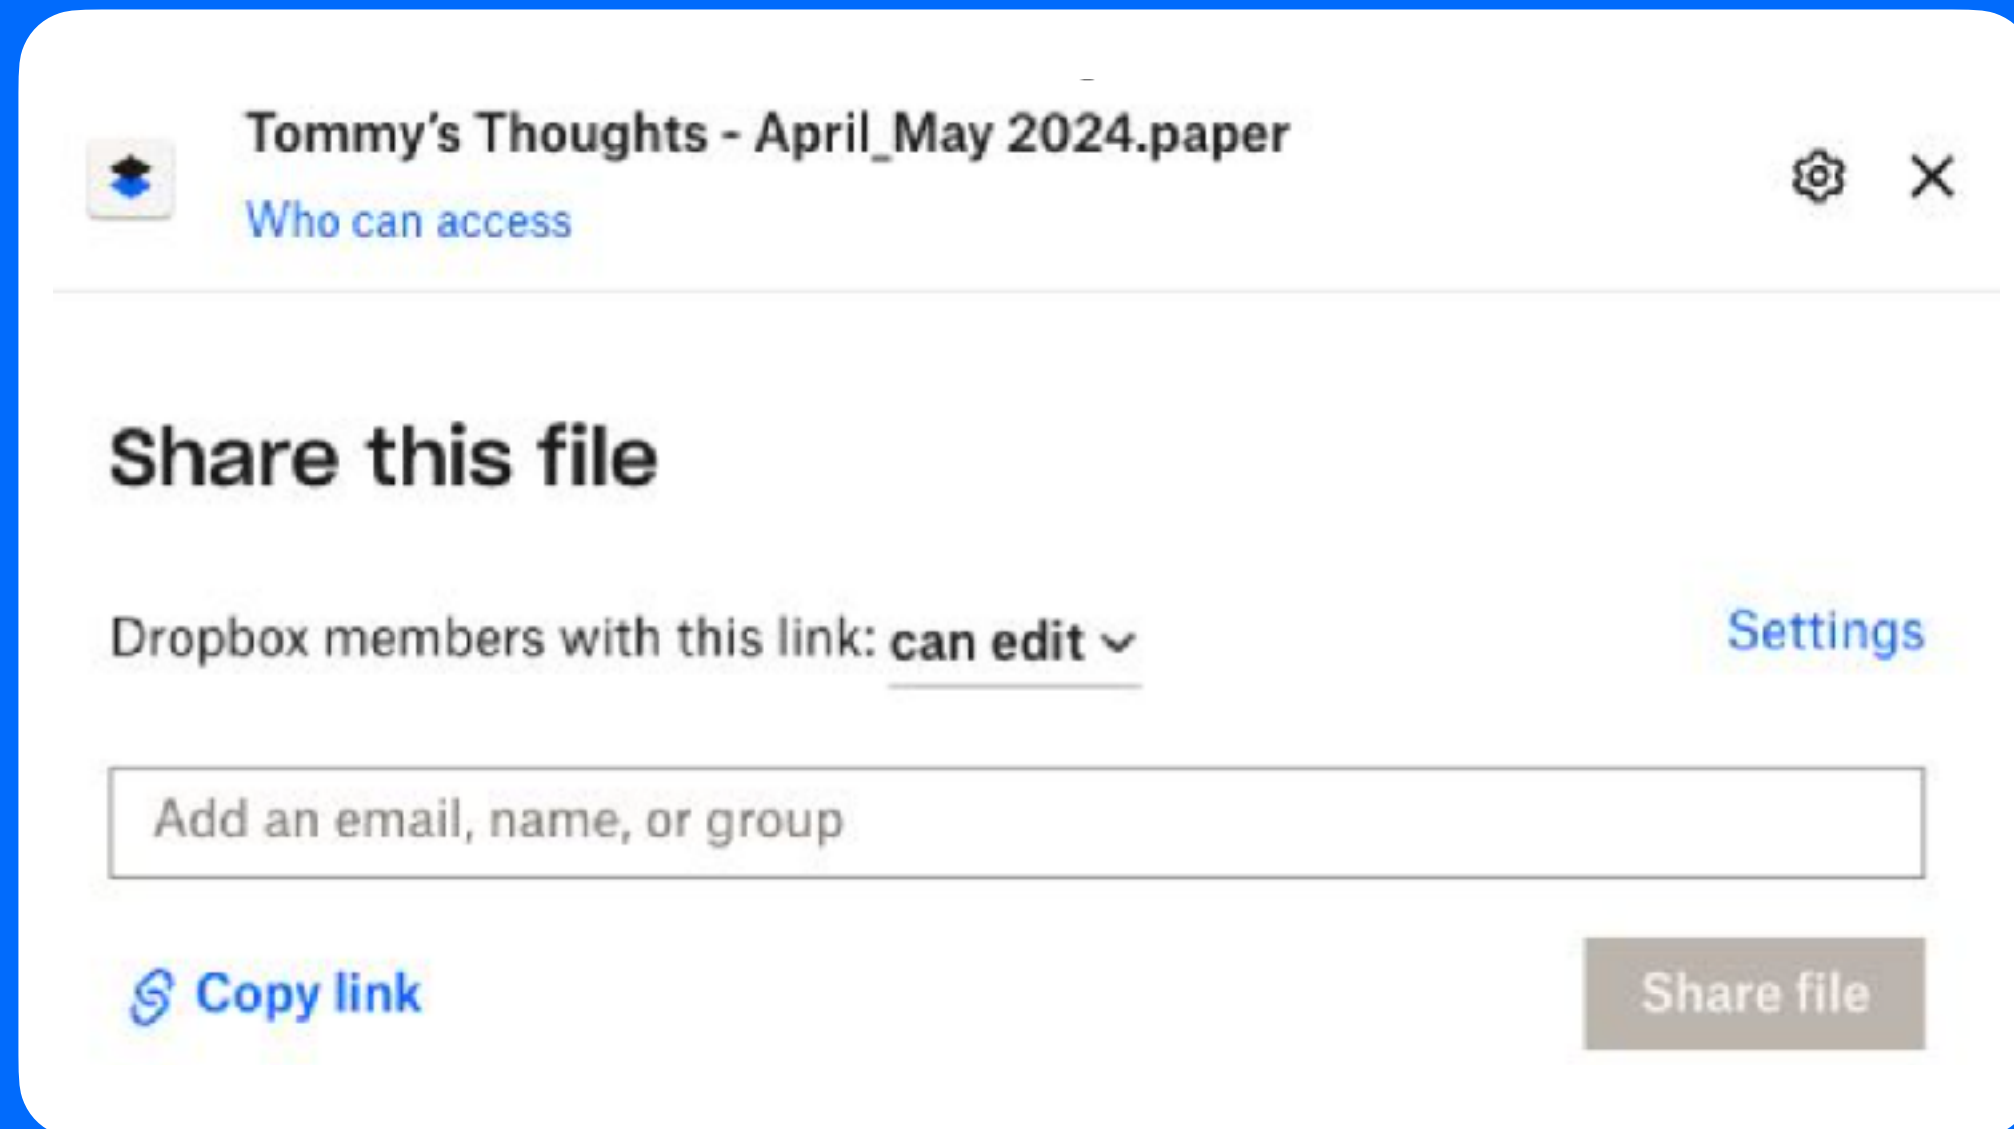 Tommy’s Thoughts - April_May 2024.paper
Who can access
Share this file
Dropbox members with this link: can edit
Settings
Add an email, name, or group
Copy link
Share file